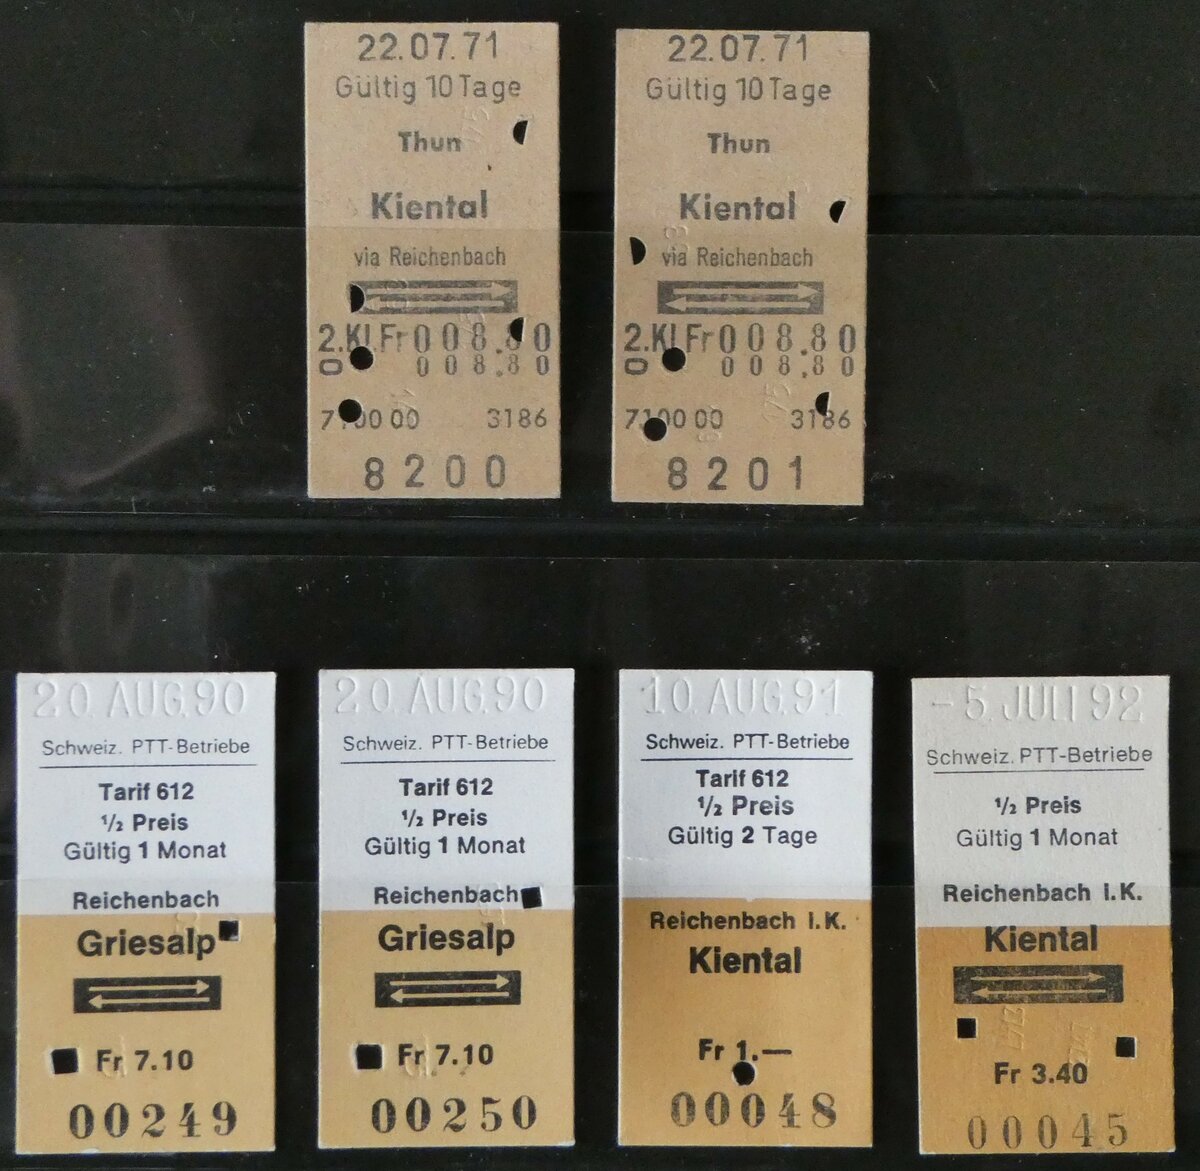 22.07.71
Gültig 10 Tage
Thun
Kiental
via Reichenbach
2.Kl.Fr 008.80
0 008.80
7100 00 3186
8200
22.07.71
Gültig 10 Tage
Thun
Kiental
via Reichenbach
2.Kl Fr 008.80
0 008.80
7100 00 3186
8201
20. AUG. 90
Schweiz. PTT-Betriebe
Tarif 612
½ Preis
Gültig 1 Monat
Reichenbach
Griesalp
Fr 7.10
00249
20. AUG. 90
Schweiz. PTT-Betriebe
Tarif 612
½ Preis
Gültig 1 Monat
Reichenbach
Griesalp
Fr 7.10
00250
10. AUG. 91
Schweiz. PTT-Betriebe
Tarif 612
½ Preis
Gültig 2 Tage
Reichenbach i.K.
Kiental
Fr 1.—
00048
-5. JULI 92
Schweiz. PTT-Betriebe
½ Preis
Gültig 1 Monat
Reichenbach i.K.
Kiental
Fr 3.40
00045